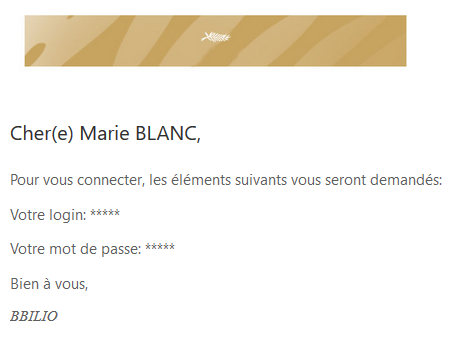 Cher(e) Marie BLANC,
Pour vous connecter, les éléments suivants vous seront demandés:
Votre login: *****
Votre mot de passe: *****
Bien à vous,
BBILIO